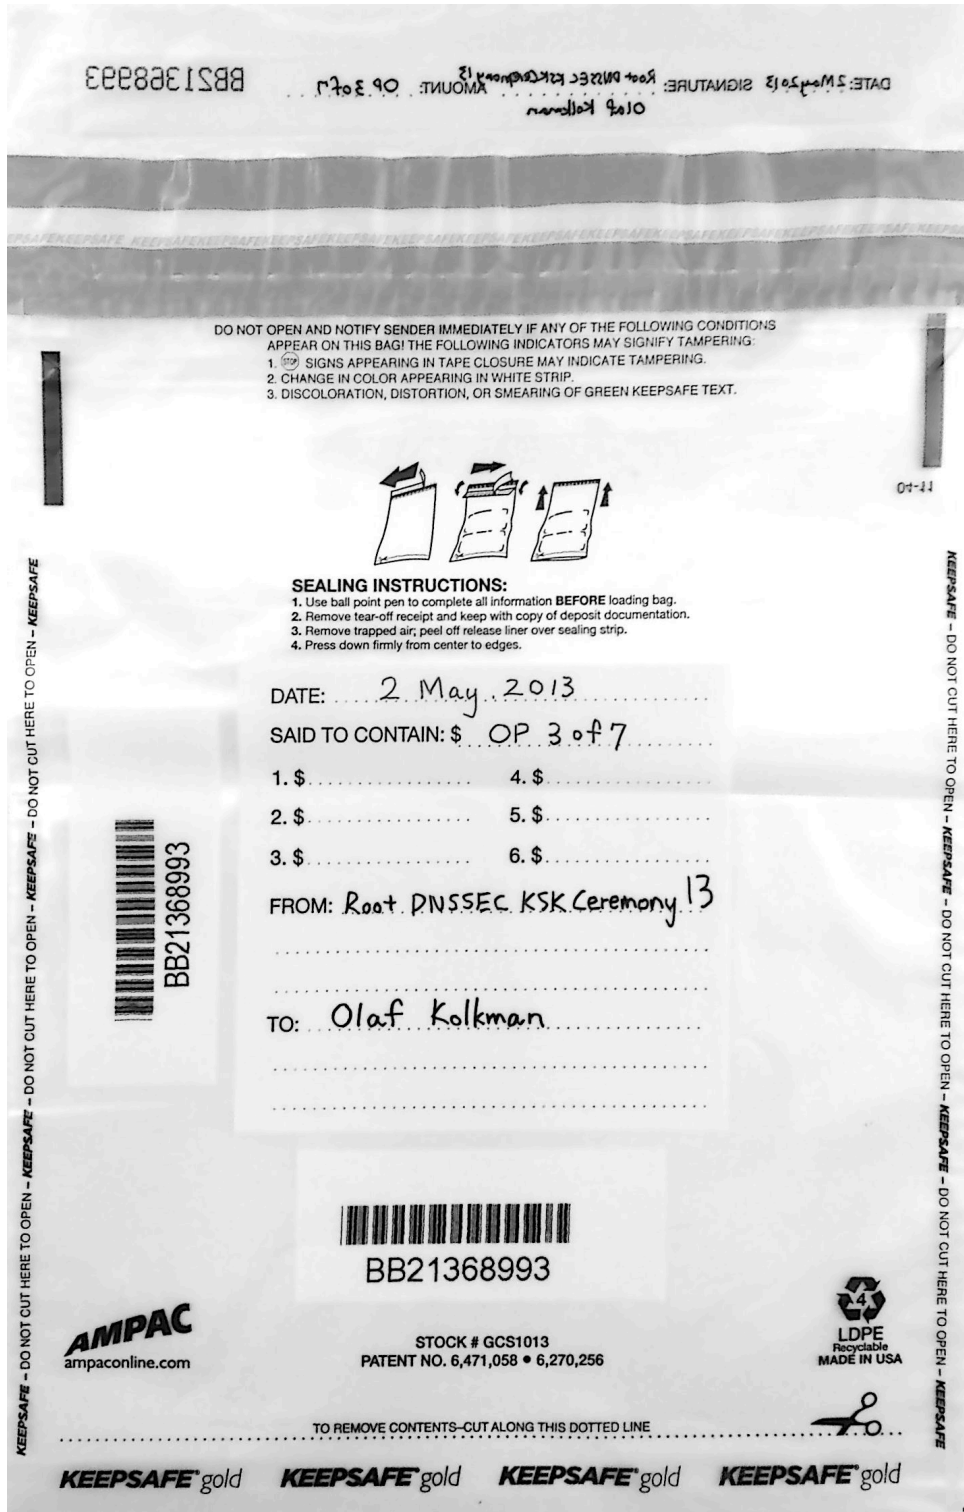 DATE: 2 May 2013 SIGNATURE: Root DNSSEC KSK Ceremony 13 AMOUNT: OP 3 of 7 BB21368993
Olaf Kolkman
KEEPSAFE KEEPSAFEKEEPSAFEKEEPSAFEKEEPSAFEKEEPSAFEKEEPSAFEKEEPSAFEKEEPSAFE
DO NOT OPEN AND NOTIFY SENDER IMMEDIATELY IF ANY OF THE FOLLOWING CONDITIONS
APPEAR ON THIS BAG! THE FOLLOWING INDICATORS MAY SIGNIFY TAMPERING:
1. STOP SIGNS APPEARING IN TAPE CLOSURE MAY INDICATE TAMPERING.
2. CHANGE IN COLOR APPEARING IN WHITE STRIP.
3. DISCOLORATION, DISTORTION, OR SMEARING OF GREEN KEEPSAFE TEXT.
04-11
SEALING INSTRUCTIONS:
1. Use ball point pen to complete all information BEFORE loading bag.
2. Remove tear-off receipt and keep with copy of deposit documentation.
3. Remove trapped air; peel off release liner over sealing strip.
4. Press down firmly from center to edges.
DATE: 2 May 2013
SAID TO CONTAIN: $ OP 3 of 7
1. $ 4. $
2. $ 5. $
3. $ 6. $
FROM: Root DNSSEC KSK Ceremony 13
TO: Olaf Kolkman
BB21368993
BB21368993
KEEPSAFE – DO NOT CUT HERE TO OPEN – KEEPSAFE – DO NOT CUT HERE TO OPEN – KEEPSAFE – DO NOT CUT HERE TO OPEN – KEEPSAFE – DO NOT CUT HERE TO OPEN – KEEPSAFE
KEEPSAFE – DO NOT CUT HERE TO OPEN – KEEPSAFE – DO NOT CUT HERE TO OPEN – KEEPSAFE – DO NOT CUT HERE TO OPEN – KEEPSAFE
AMPAC
ampaconline.com
STOCK # GCS1013
PATENT NO. 6,471,058 • 6,270,256
4
LDPE
Recyclable
MADE IN USA
TO REMOVE CONTENTS–CUT ALONG THIS DOTTED LINE
KEEPSAFE® gold KEEPSAFE® gold KEEPSAFE® gold KEEPSAFE® gold